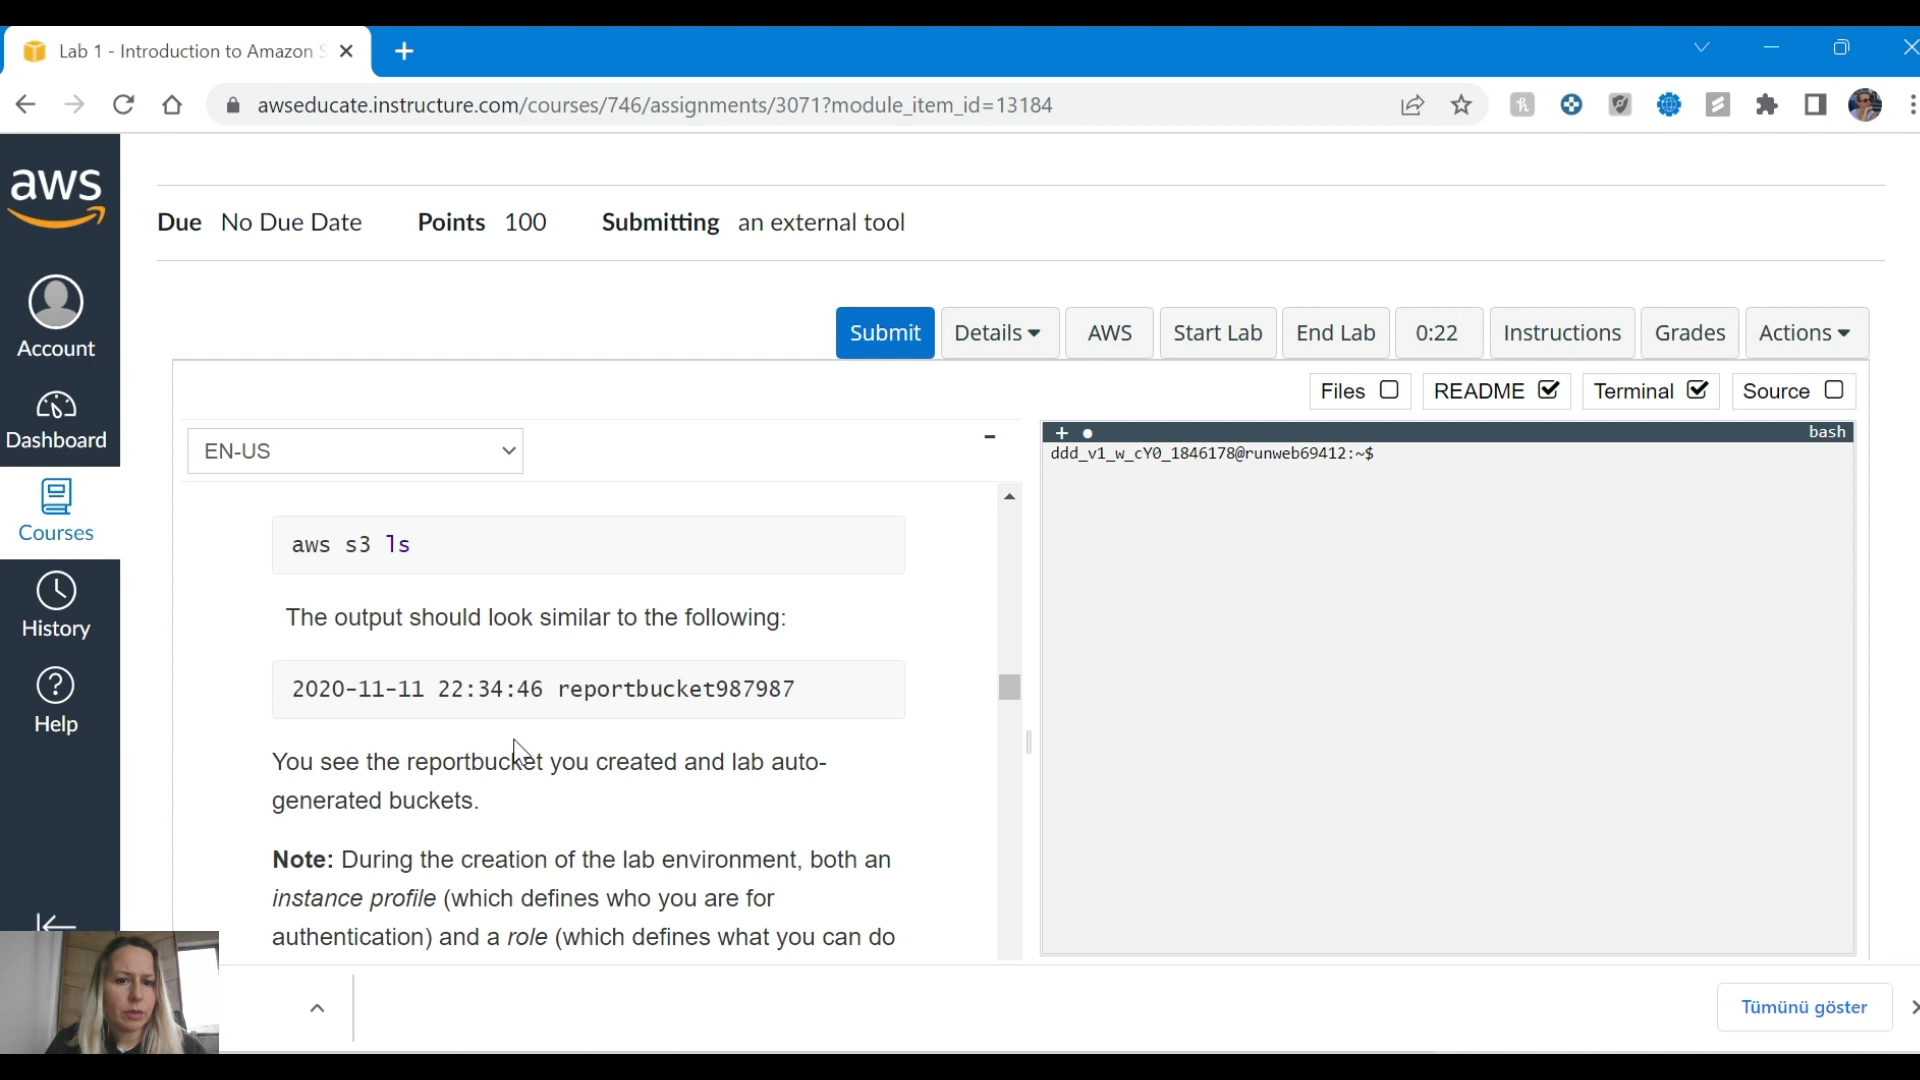 Lab 1 - Introduction to Amazon S
awseducate.instructure.com/courses/746/assignments/3071?module_item_id=13184
aws
Account
Dashboard
Courses
History
Help
Due No Due Date Points 100 Submitting an external tool
Submit Details AWS Start Lab End Lab 0:22 Instructions Grades Actions
Files README Terminal Source
EN-US
aws s3 ls
The output should look similar to the following:
2020-11-11 22:34:46 reportbucket987987
You see the reportbucket you created and lab auto-
generated buckets.
Note: During the creation of the lab environment, both an
instance profile (which defines who you are for
authentication) and a role (which defines what you can do
bash
ddd_v1_w_cY0_1846178@runweb69412:~$
Tümünü göster